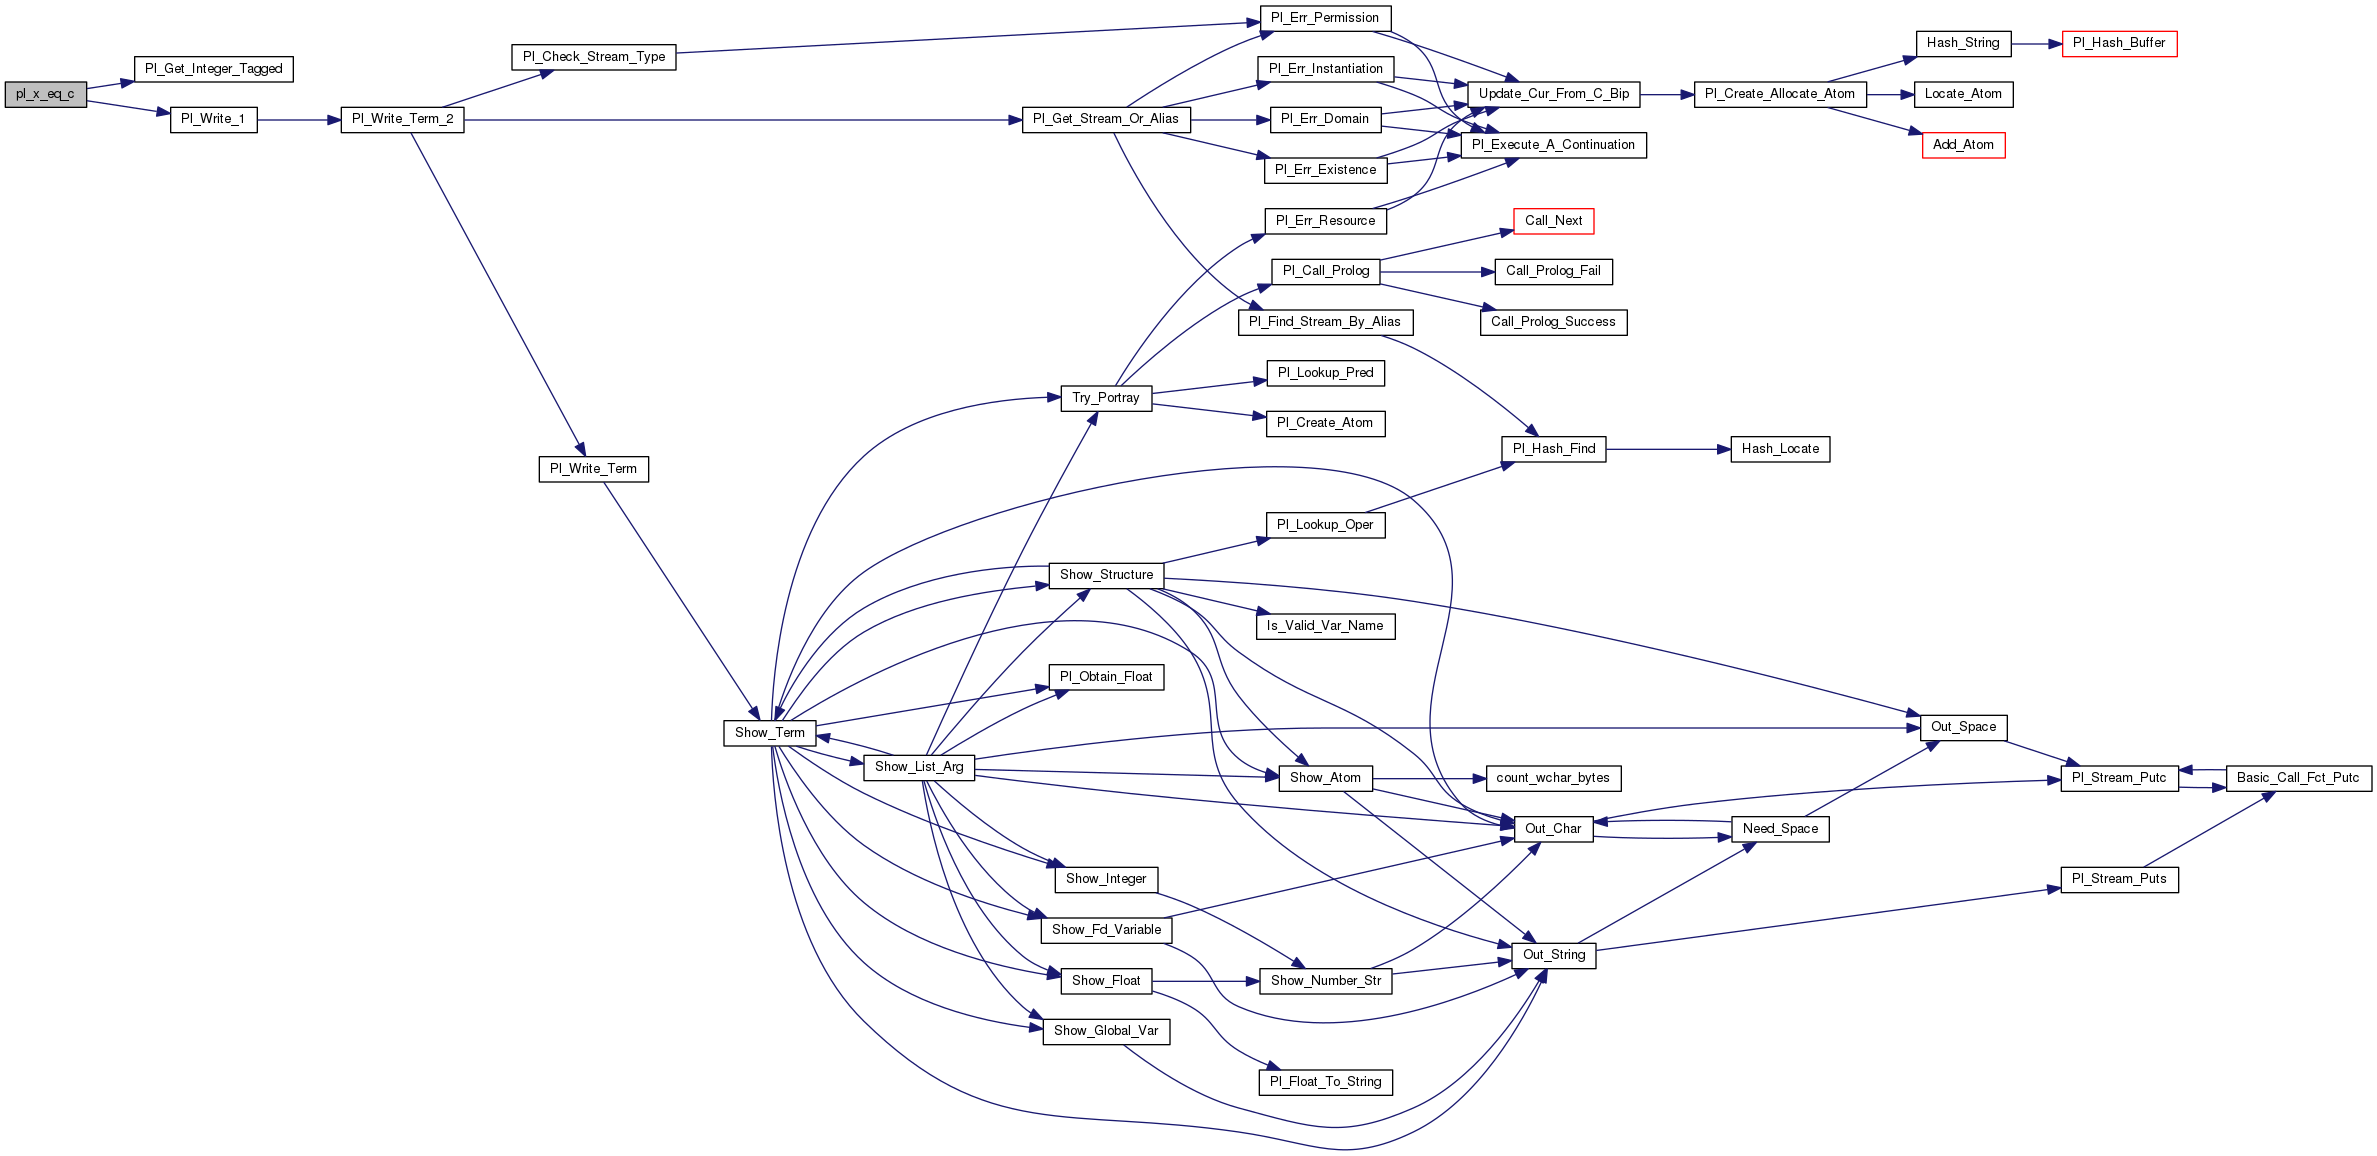 pl_x_eq_c
Pl_Get_Integer_Tagged
Pl_Write_1
Pl_Write_Term_2
Pl_Check_Stream_Type
Pl_Write_Term
Show_Term
Show_List_Arg
Pl_Get_Stream_Or_Alias
Try_Portray
Show_Structure
Pl_Obtain_Float
Show_Integer
Show_Fd_Variable
Show_Float
Show_Global_Var
Pl_Err_Permission
Pl_Err_Instantiation
Pl_Err_Domain
Pl_Err_Existence
Pl_Err_Resource
Pl_Call_Prolog
Pl_Find_Stream_By_Alias
Pl_Lookup_Pred
Pl_Create_Atom
Pl_Lookup_Oper
Is_Valid_Var_Name
Show_Atom
Show_Number_Str
Pl_Float_To_String
Update_Cur_From_C_Bip
Pl_Execute_A_Continuation
Call_Next
Call_Prolog_Fail
Call_Prolog_Success
Pl_Hash_Find
count_wchar_bytes
Out_Char
Out_String
Pl_Create_Allocate_Atom
Hash_Locate
Need_Space
Hash_String
Locate_Atom
Add_Atom
Out_Space
Pl_Hash_Buffer
Pl_Stream_Putc
Pl_Stream_Puts
Basic_Call_Fct_Putc